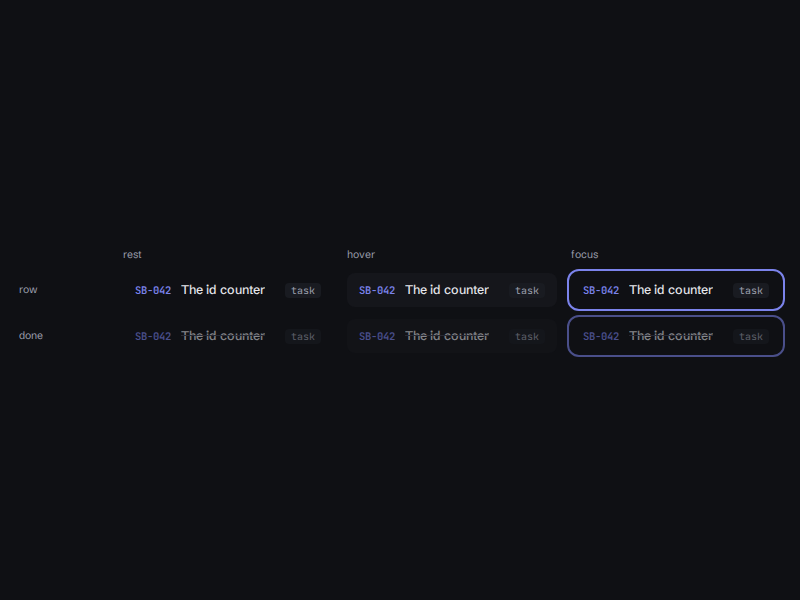 rest hover focus
row SB-042 The id counter task SB-042 The id counter task SB-042 The id counter task
done SB-042 The id counter task SB-042 The id counter task SB-042 The id counter task